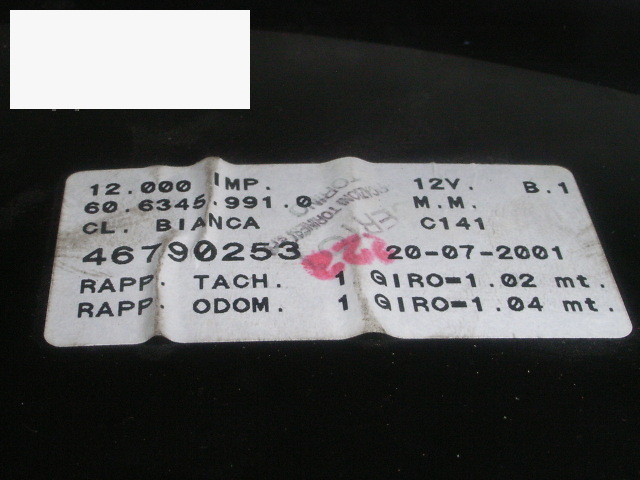 12.000 IMP. 12V. B.1
60.6345.991.0 M.M.
CL. BIANCA C141
46790253 20-07-2001
RAPP. TACH. 1 GIRO=1.02 mt.
RAPP. ODOM. 1 GIRO=1.04 mt.
TORINO